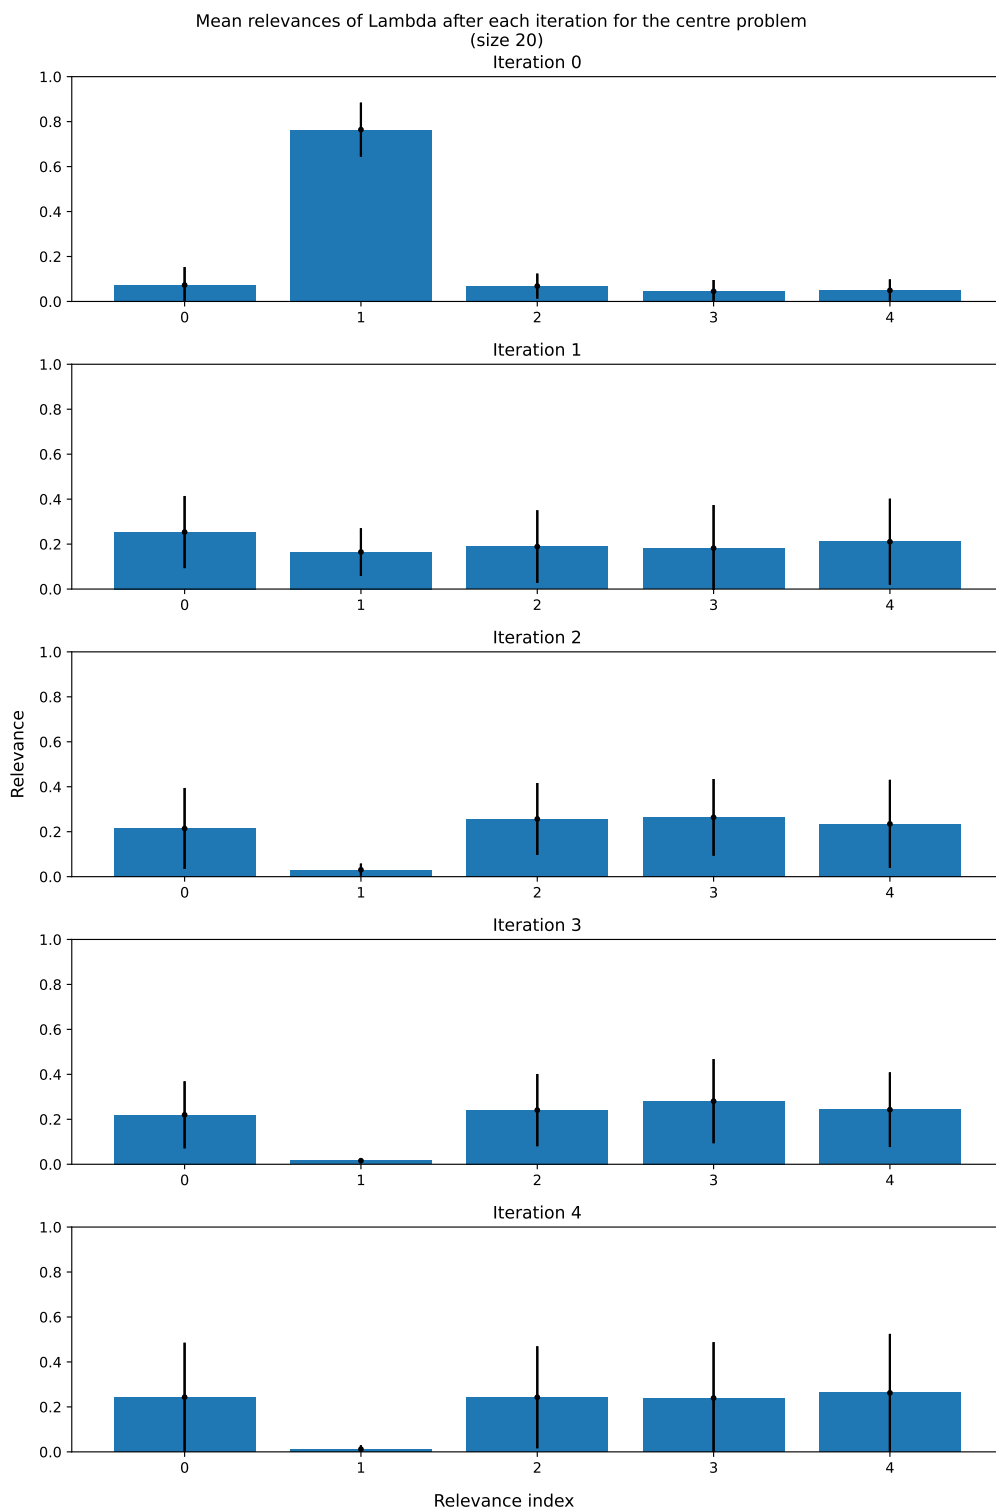 Mean relevances of Lambda after each iteration for the centre problem
(size 20)
Iteration 0
1.0
0.8
0.6
0.4
0.2
0.0
0 1 2 3 4
Iteration 1
1.0
0.8
0.6
0.4
0.2
0.0
0 1 2 3 4
Iteration 2
1.0
0.8
0.6
0.4
0.2
0.0
0 1 2 3 4
Relevance
Iteration 3
1.0
0.8
0.6
0.4
0.2
0.0
0 1 2 3 4
Iteration 4
1.0
0.8
0.6
0.4
0.2
0.0
0 1 2 3 4
Relevance index